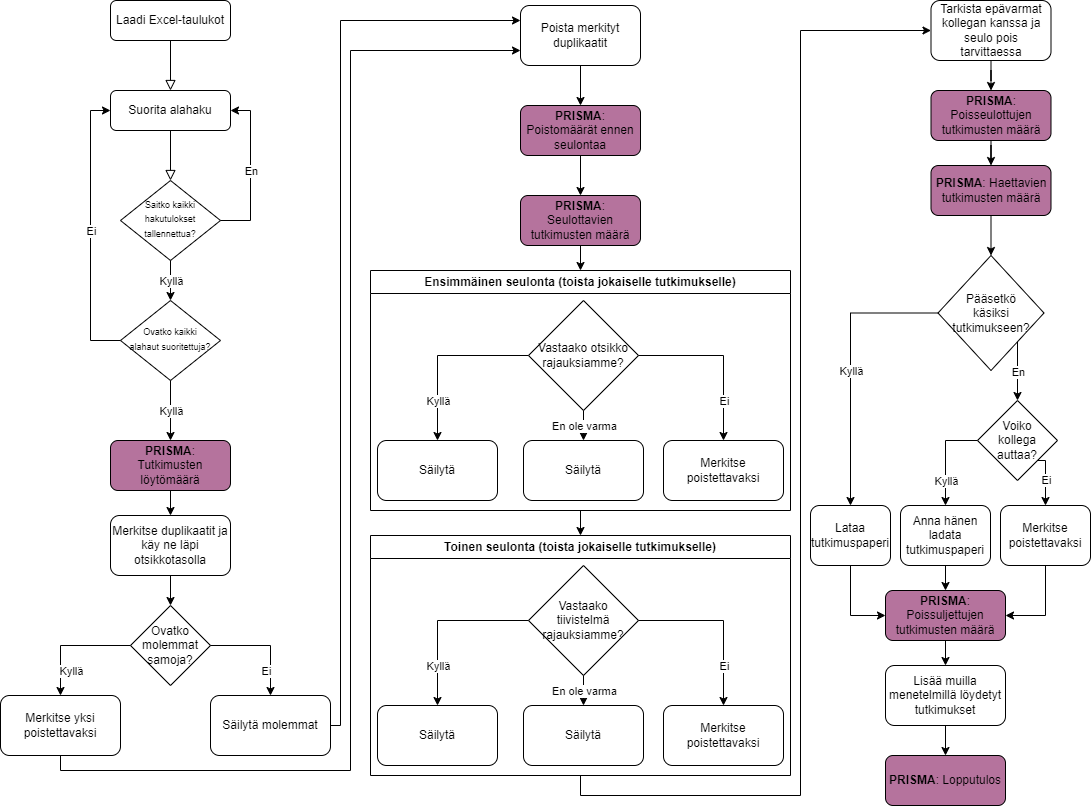 Laadi Excel-taulukot
Suorita alahaku
En
Saitko kaikki
hakutulokset
tallennettua?
Ei
Kyllä
Ovatko kaikki
alahaut suoritettuja?
Kyllä
PRISMA:
Tutkimusten
löytömäärä
Merkitse duplikaatit ja
käy ne läpi
otsikkotasolla
Ovatko
molemmat
samoja?
Kyllä
Ei
Merkitse yksi
poistettavaksi
Säilytä molemmat
Poista merkityt
duplikaatit
PRISMA:
Poistomäärät ennen
seulontaa
PRISMA:
Seulottavien
tutkimusten määrä
Ensimmäinen seulonta (toista jokaiselle tutkimukselle)
Vastaako otsikko
rajauksiamme?
Kyllä
En ole varma
Ei
Säilytä
Säilytä
Merkitse
poistettavaksi
Toinen seulonta (toista jokaiselle tutkimukselle)
Vastaako
tiivistelmä
rajauksiamme?
Kyllä
En ole varma
Ei
Säilytä
Säilytä
Merkitse
poistettavaksi
Tarkista epävarmat
kollegan kanssa ja
seulo pois
tarvittaessa
PRISMA:
Poisseulottujen
tutkimusten määrä
PRISMA: Haettavien
tutkimusten määrä
Pääsetkö
käsiksi
tutkimukseen?
Kyllä
En
Voiko
kollega
auttaa?
Kyllä
Ei
Lataa
tutkimuspaperi
Anna hänen
ladata
tutkimuspaperi
Merkitse
poistettavaksi
PRISMA:
Poissuljettujen
tutkimusten määrä
Lisää muilla
menetelmillä löydetyt
tutkimukset
PRISMA: Lopputulos